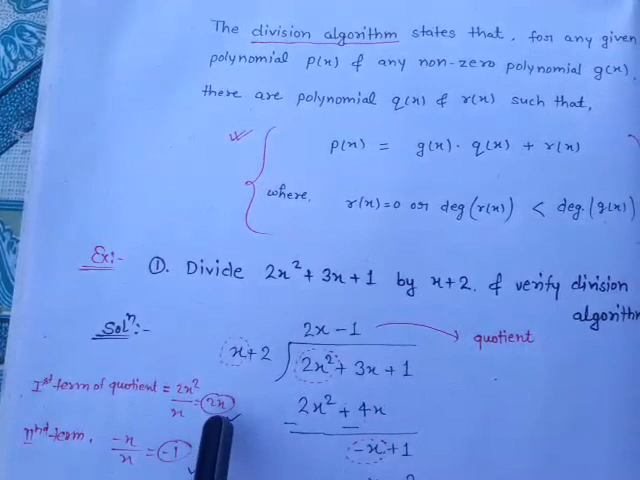 The division algorithm states that, for any given
polynomial p(x) & any non-zero polynomial g(x),
there are polynomial q(x) & r(x) such that,
p(x) = g(x) · q(x) + r(x)
where, r(x) = 0 or deg(r(x)) < deg.(g(x))
Ex:- ①. Divide 2x² + 3x + 1 by x+2. & verify division
algorithm
Solⁿ:-
2x - 1 → quotient
x+2 ) 2x² + 3x + 1
Iˢᵗ term of quotient = 2x²/x = 2x
2x² + 4x
- -
IIⁿᵈ term, -x/x = -1
-x + 1